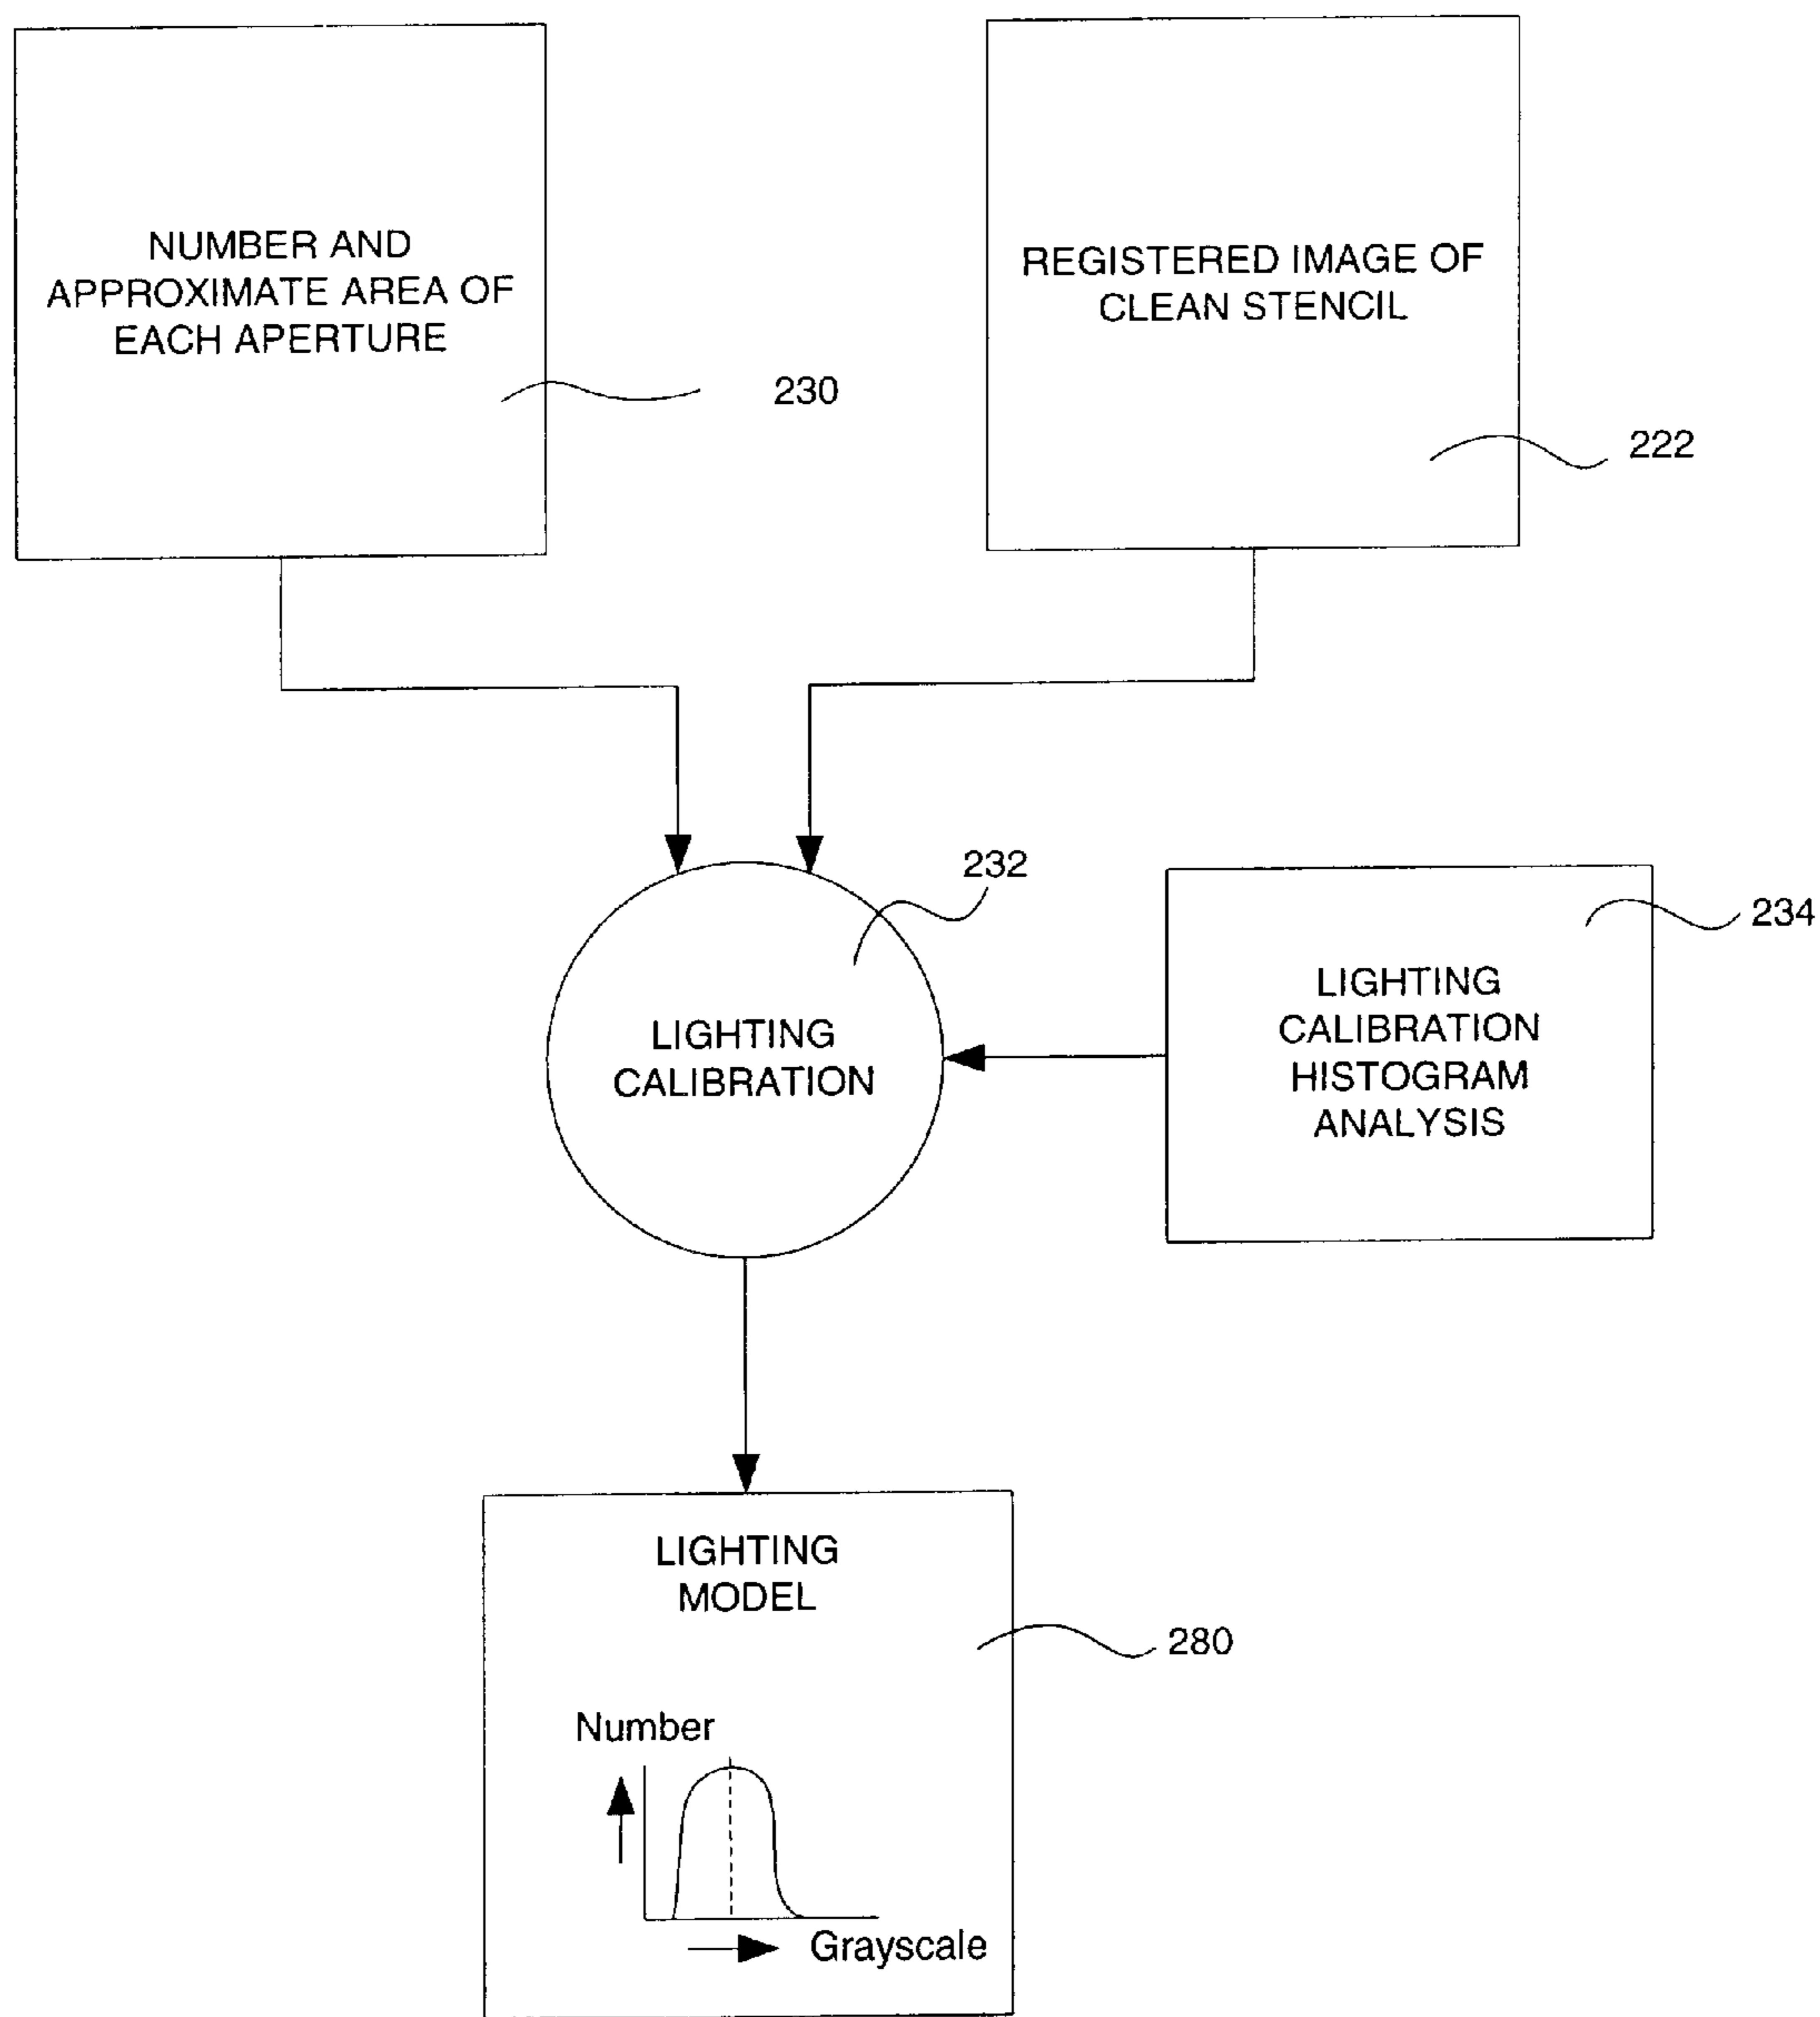 NUMBER AND
APPROXIMATE AREA OF
EACH APERTURE
230
REGISTERED IMAGE OF
CLEAN STENCIL
222
232
LIGHTING
CALIBRATION
234
LIGHTING
CALIBRATION
HISTOGRAM
ANALYSIS
LIGHTING
MODEL
280
Number
Grayscale